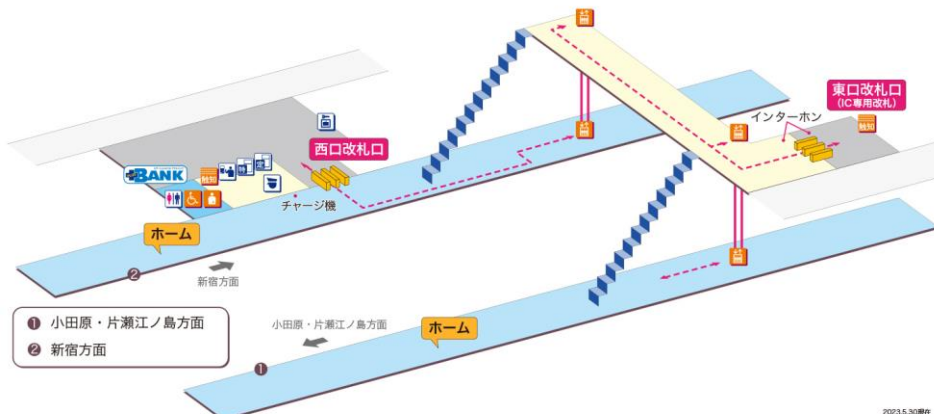 東口改札口
(IC専用改札)
インターホン
触知
西口改札口
BANK
触知
チャージ機
ホーム
❷
新宿方面
❶ 小田原・片瀬江ノ島方面
❷ 新宿方面
小田原・片瀬江ノ島方面
ホーム
❶
2023.5.30現在